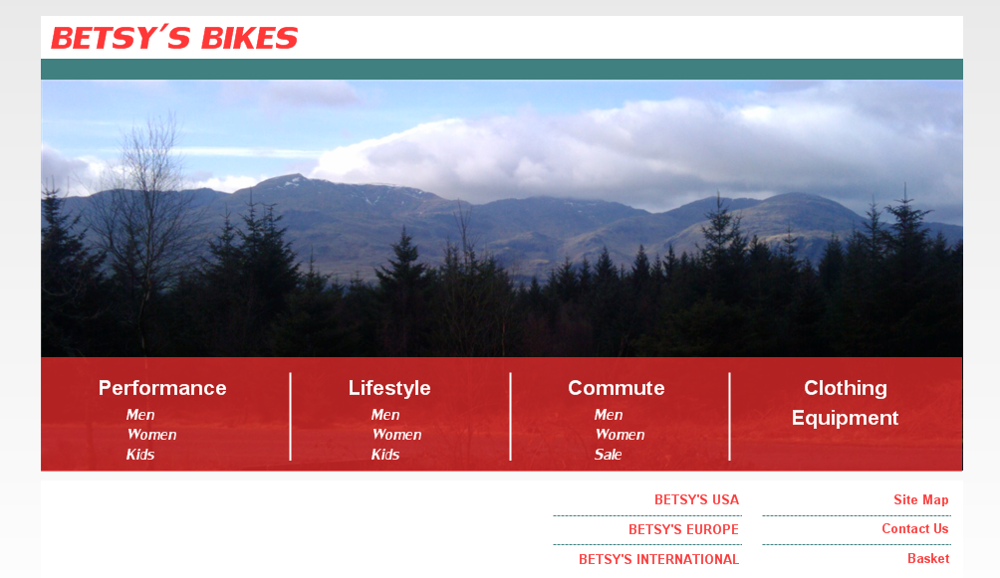 BETSY'S BIKES
Performance
Men
Women
Kids
Lifestyle
Men
Women
Kids
Commute
Men
Women
Sale
Clothing
Equipment
BETSY'S USA
BETSY'S EUROPE
BETSY'S INTERNATIONAL
Site Map
Contact Us
Basket